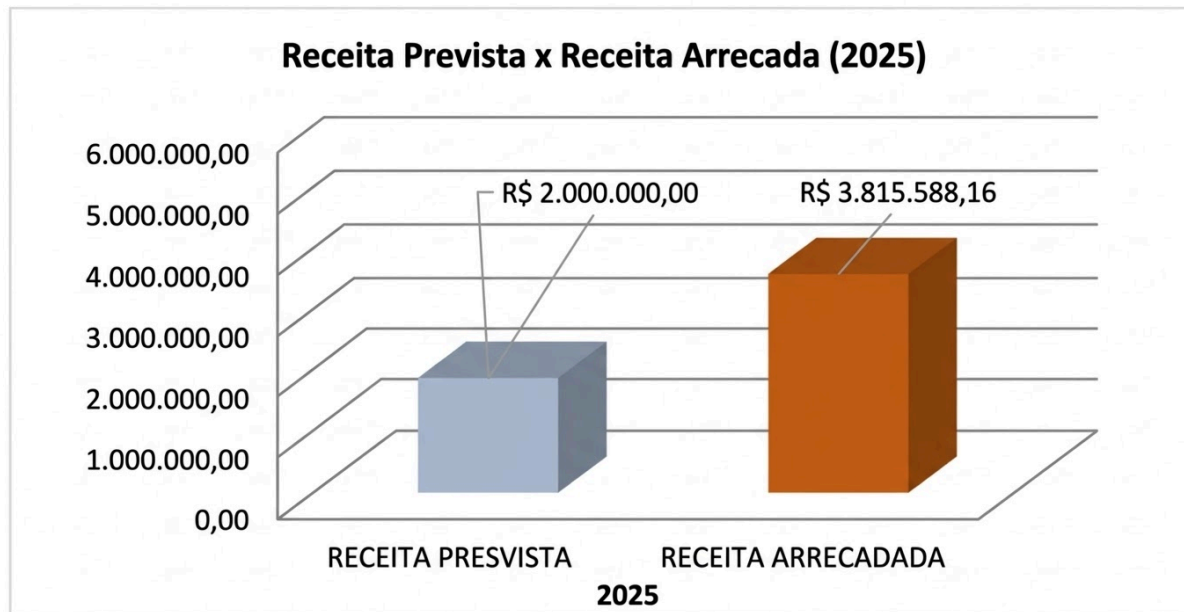 Receita Prevista x Receita Arrecada (2025)
6.000.000,00
5.000.000,00
4.000.000,00
3.000.000,00
2.000.000,00
1.000.000,00
0,00
R$ 2.000.000,00
R$ 3.815.588,16
RECEITA PRESVISTA
RECEITA ARRECADADA
2025